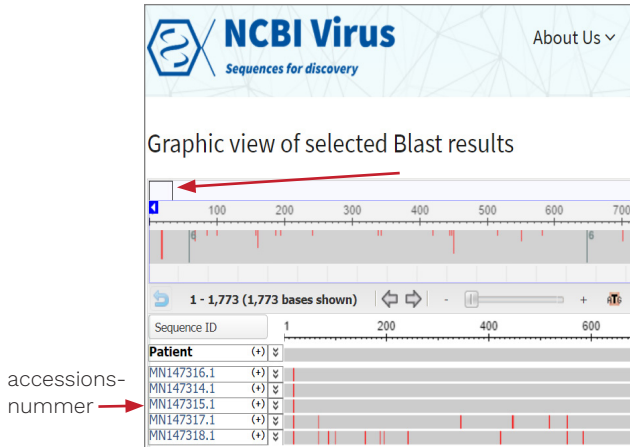 NCBI Virus
Sequences for discovery
About Us
Graphic view of selected Blast results
100 200 300 400 500 600 700
6 6
1 - 1,773 (1,773 bases shown) - + ATG
Sequence ID 1 200 400 600
Patient (+)
MN147316.1 (+)
MN147314.1 (+)
accessions-
nummer
MN147315.1 (+)
MN147317.1 (+)
MN147318.1 (+)